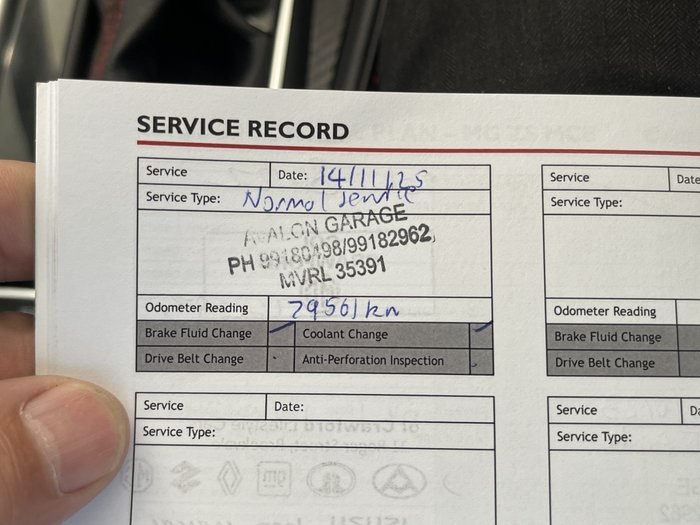 SERVICE RECORD
Service Date: 14/11/25
Service Type: Normal service
AVALON GARAGE
PH 99180498/99182962
MVRL 35391
Odometer Reading 79561 km
Brake Fluid Change Coolant Change
Drive Belt Change Anti-Perforation Inspection
Service Date:
Service Type:
Service Date
Service Type:
Odometer Reading
Brake Fluid Change
Drive Belt Change
Service Da
Service Type: